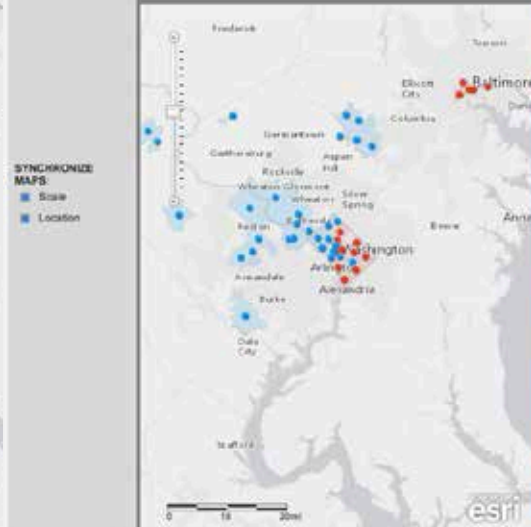 SYNCHRONIZE
MAPS:
Scale
Location
Frederick
Towson
Ellicott
City
Baltimore
Columbia
Germantown
Gaithersburg
Aspen
Hill
Rockville
Wheaton-Glenmont
Wheaton
Silver
Spring
Bethesda
Reston
Bowie
Washington
Arlington
Annandale
Alexandria
Burke
Dale
City
Stafford
0
20mi
esri